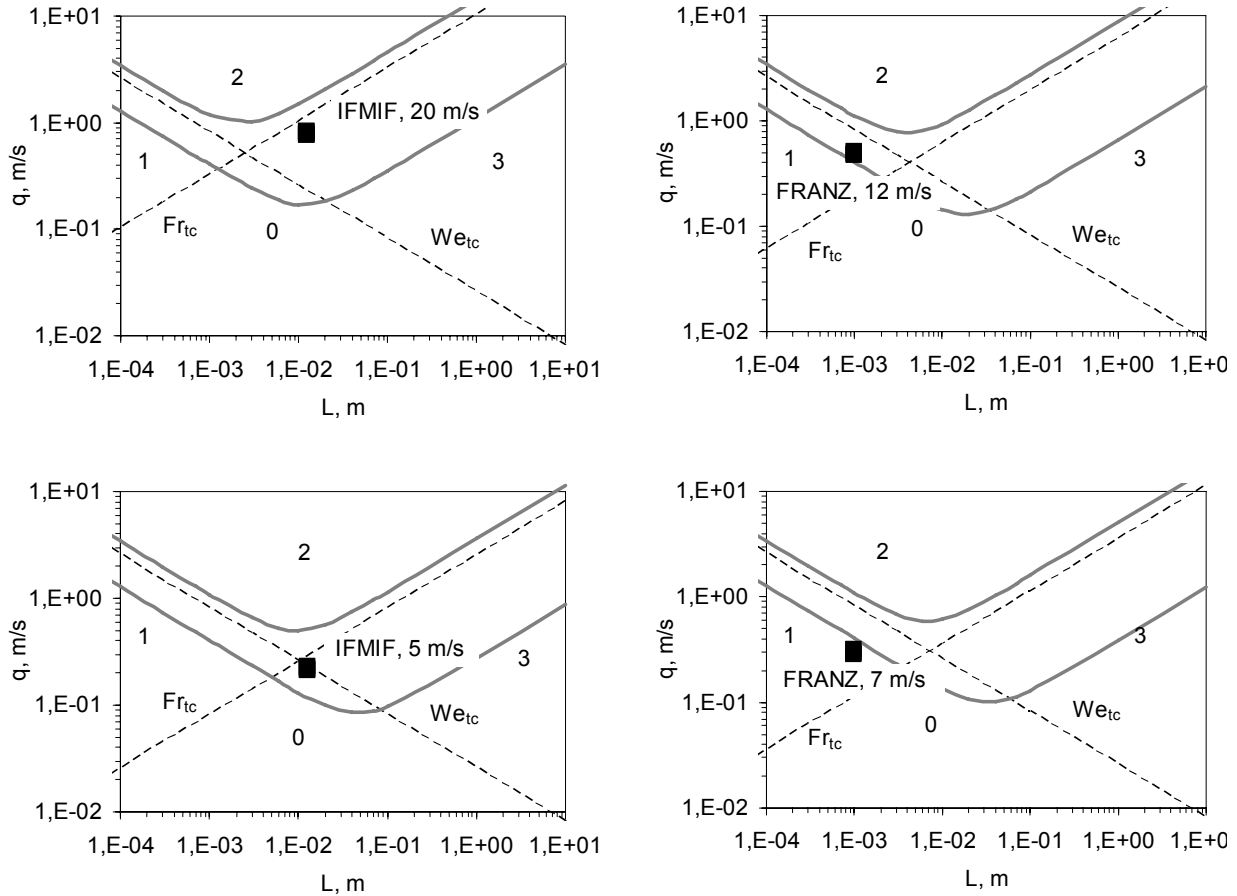 1,E+01
1,E+00
1,E-01
1,E-02
q, m/s
2
IFMIF, 20 m/s
1
3
Fr_tc
0
We_tc
1,E-04 1,E-03 1,E-02 1,E-01 1,E+00 1,E+01
L, m
1,E+01
1,E+00
1,E-01
1,E-02
q, m/s
2
1
3
FRANZ, 12 m/s
0
Fr_tc
We_tc
1,E-04 1,E-03 1,E-02 1,E-01 1,E+00 1,E+0
L, m
1,E+01
1,E+00
1,E-01
1,E-02
q, m/s
2
1
IFMIF, 5 m/s
3
Fr_tc
0
We_tc
1,E-04 1,E-03 1,E-02 1,E-01 1,E+00 1,E+01
L, m
1,E+01
1,E+00
1,E-01
1,E-02
q, m/s
2
1
3
FRANZ, 7 m/s
0
Fr_tc
We_tc
1,E-04 1,E-03 1,E-02 1,E-01 1,E+00 1,E+0
L, m